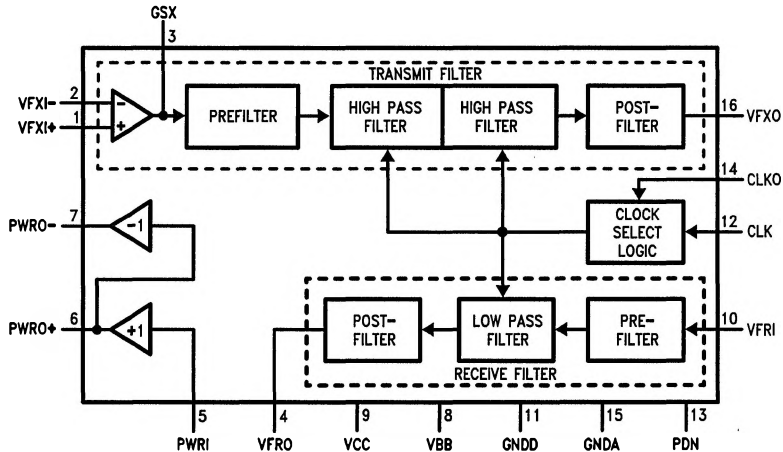 GSX
3
TRANSMIT FILTER
VFXI- 2
VFXI+ 1
-
+
PREFILTER
HIGH PASS
FILTER
HIGH PASS
FILTER
POST-
FILTER
16 VFXO
14 CLKO
CLOCK
SELECT
LOGIC
12 CLK
PWRO- 7
-1
PWRO+ 6
+1
POST-
FILTER
LOW PASS
FILTER
PRE-
FILTER
10 VFRI
RECEIVE FILTER
5 4 9 8 11 15 13
PWRI VFRO VCC VBB GNDD GNDA PDN